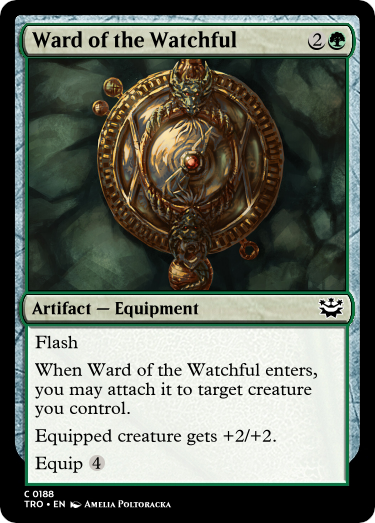 Ward of the Watchful 2
Artifact — Equipment
Flash
When Ward of the Watchful enters,
you may attach it to target creature
you control.
Equipped creature gets +2/+2.
Equip 4
C 0188
TRO • EN Amelia Poltoracka